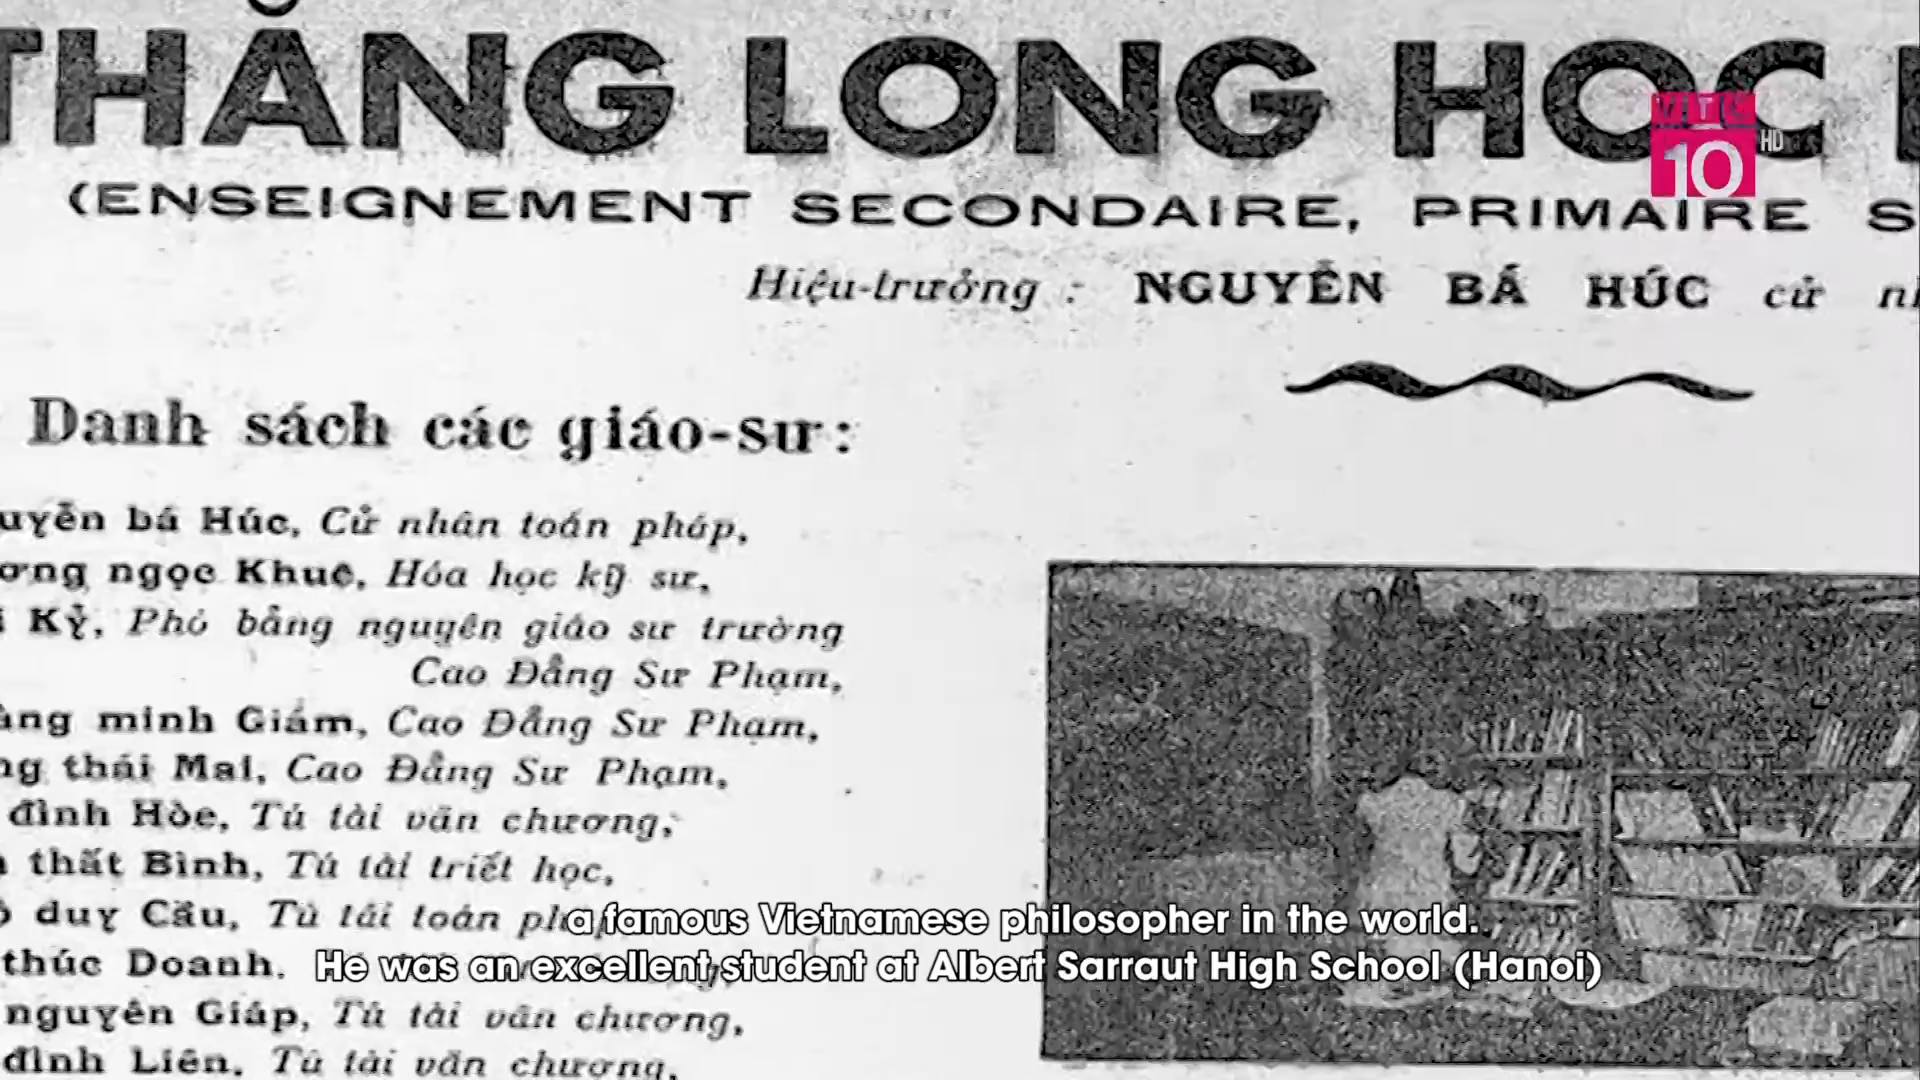 THĂNG LONG HỌC
VTC
10 HD
(ENSEIGNEMENT SECONDAIRE, PRIMAIRE S
Hiệu-trưởng : NGUYỄN BÁ HÚC cử nh
Danh sách các giáo-sư:
uyễn bá Húc, Cử nhân toán pháp,
ơng ngọc Khuê, Hóa học kỹ sư,
i Kỷ, Phó bảng nguyên giáo sư trường
Cao Đẳng Sư Phạm,
àng minh Giám, Cao Đẳng Sư Phạm,
ng thái Mai, Cao Đẳng Sư Phạm,
đình Hòe, Tú tài văn chương,
thất Bình, Tú tài triết học,
duy Cầu, Tú tài toán
a famous Vietnamese philosopher in the world.
thúc Doanh.
He was an excellent student at Albert Sarraut High School (Hanoi)
nguyên Giáp, Tú tài văn chương,
đình Liên, Tú tài văn chương,